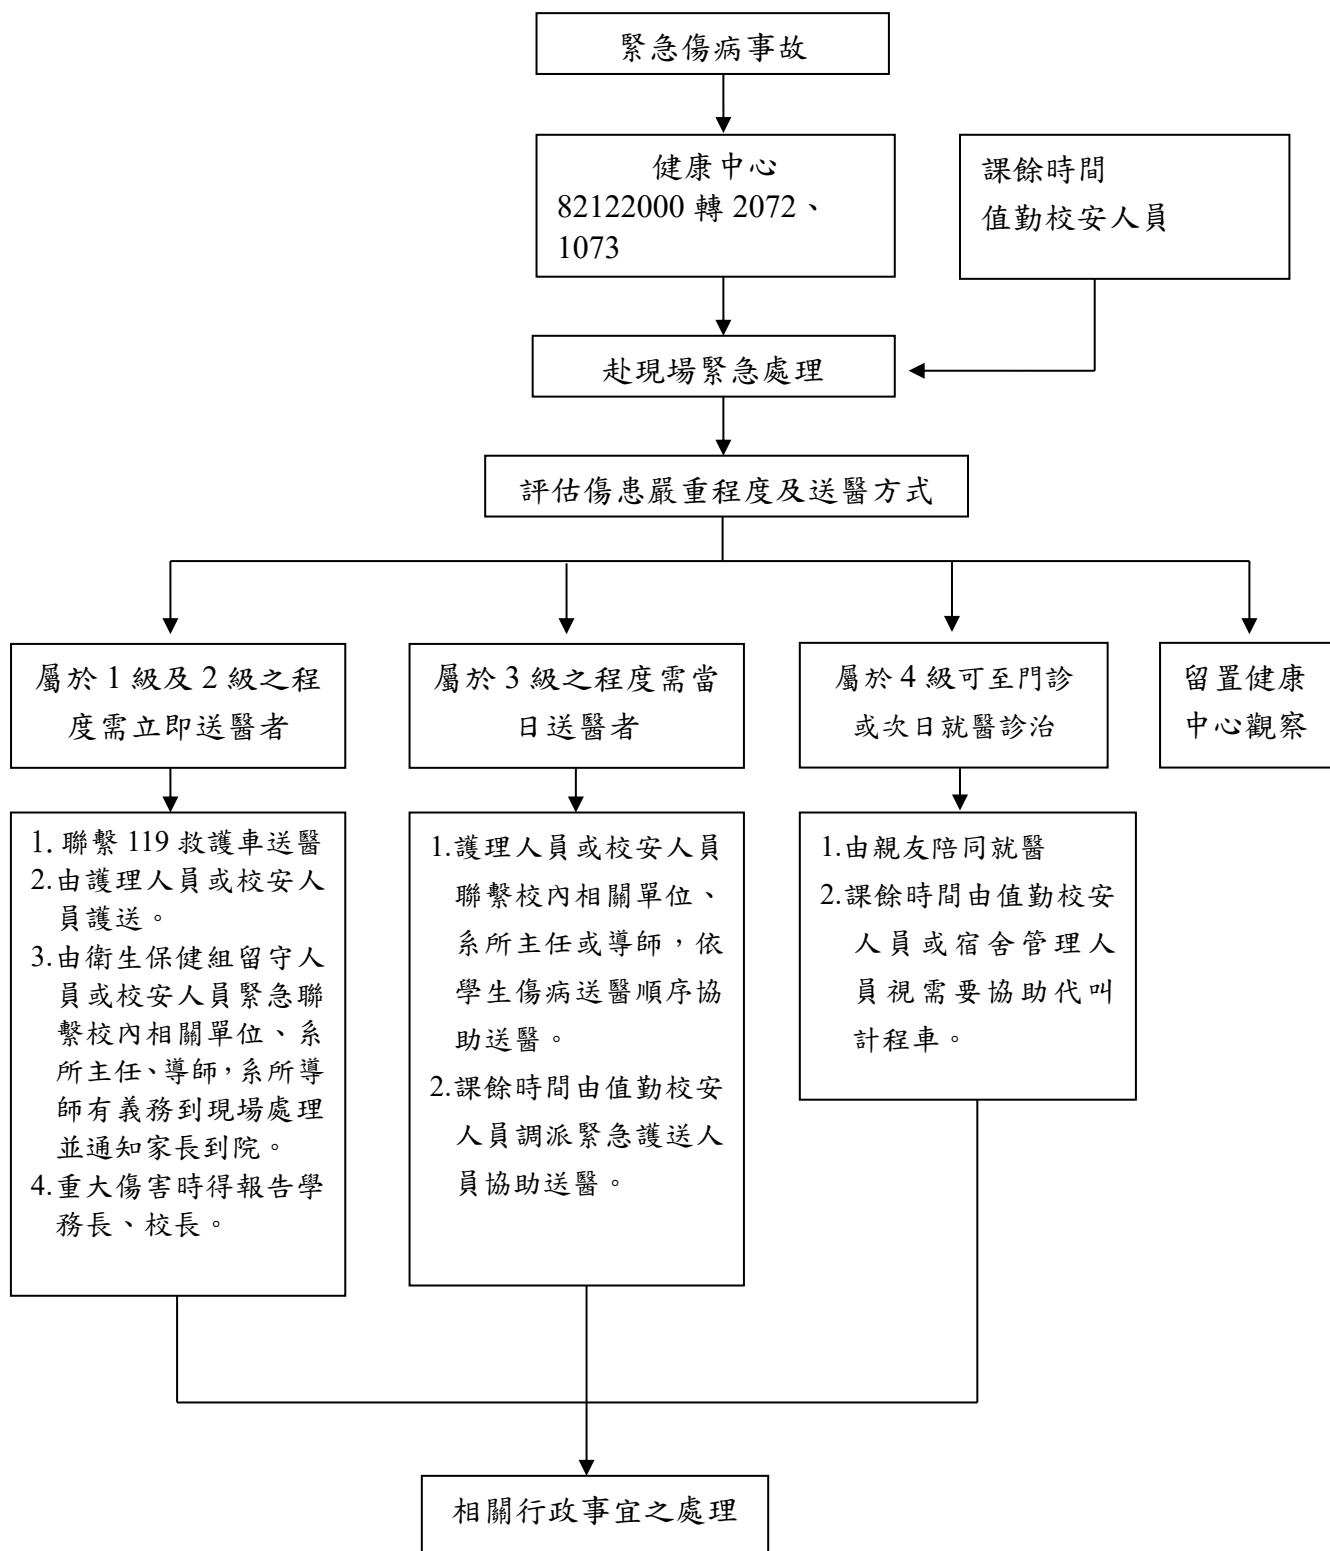 緊急傷病事故
健康中心
82122000 轉 2072、
1073
課餘時間
值勤校安人員
赴現場緊急處理
評估傷患嚴重程度及送醫方式
屬於 1 級及 2 級之程
度需立即送醫者
屬於 3 級之程度需當
日送醫者
屬於 4 級可至門診
或次日就醫診治
留置健康
中心觀察
1. 聯繫 119 救護車送醫
2.由護理人員或校安人
員護送。
3.由衛生保健組留守人
員或校安人員緊急聯
繫校內相關單位、系
所主任、導師,系所導
師有義務到現場處理
並通知家長到院。
4.重大傷害時得報告學
務長、校長。
1.護理人員或校安人員
聯繫校內相關單位、
系所主任或導師,依
學生傷病送醫順序協
助送醫。
2.課餘時間由值勤校安
人員調派緊急護送人
員協助送醫。
1.由親友陪同就醫
2.課餘時間由值勤校安
人員或宿舍管理人
員視需要協助代叫
計程車。
相關行政事宜之處理